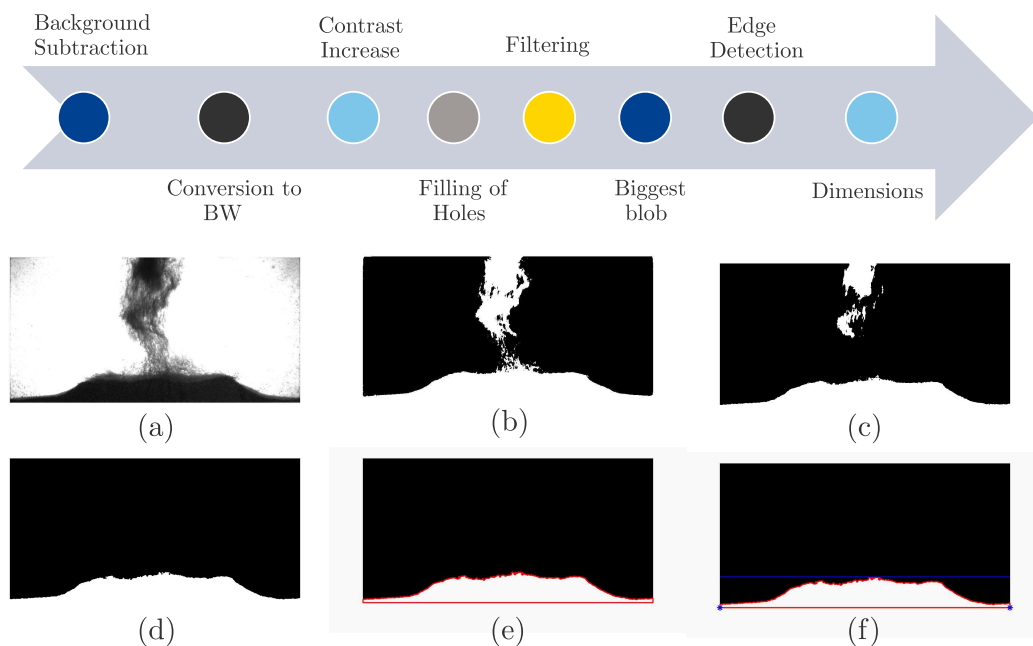 Background
Subtraction
Contrast
Increase
Filtering
Edge
Detection
Conversion to
BW
Filling of
Holes
Biggest
blob
Dimensions
(a)
(b)
(c)
(d)
(e)
(f)